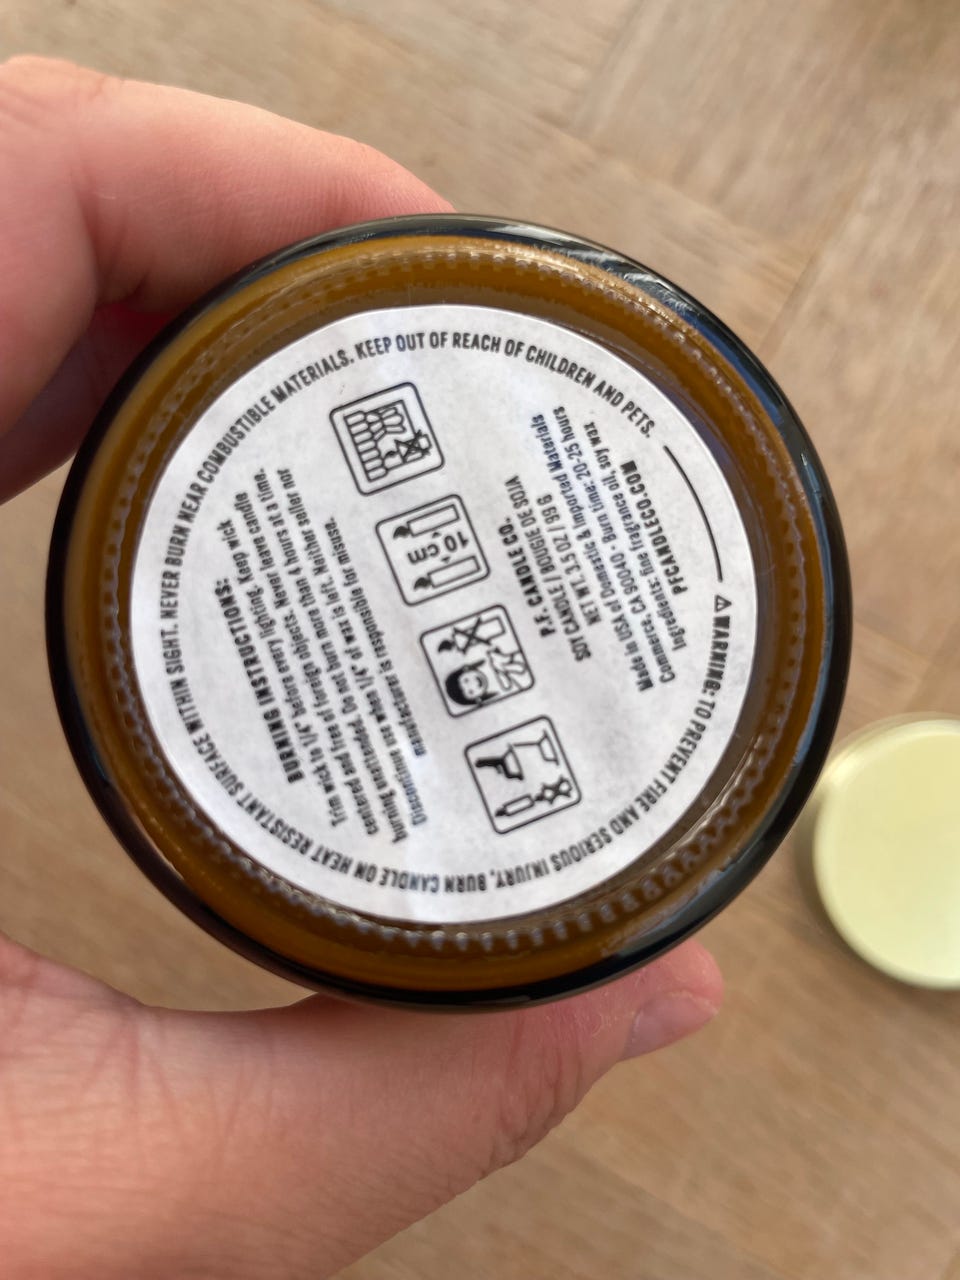 ⚠WARNING: TO PREVENT FIRE AND SERIOUS INJURY, BURN CANDLE ON HEAT RESISTANT SURFACE WITHIN SIGHT. NEVER BURN NEAR COMBUSTIBLE MATERIALS. KEEP OUT OF REACH OF CHILDREN AND PETS.
BURNING INSTRUCTIONS:
Trim wick to 1/4" before every lighting. Keep wick
centered and free of foreign objects. Never leave candle
burning unattended. Do not burn more than 4 hours at a time.
Discontinue use when 1/4" of wax is left. Neither seller nor
manufacturer is responsible for misuse.
10 cm
P.F. CANDLE CO.
SOY CANDLE / BOUGIE DE SOJA
NET WT. 3.5 OZ / 99 G
Made in USA of Domestic & Imported Materials
Commerce, CA 90040 • Burn time: 20-25 hours
Ingredients: fine fragrance oil, soy wax
PFCANDLECO.COM